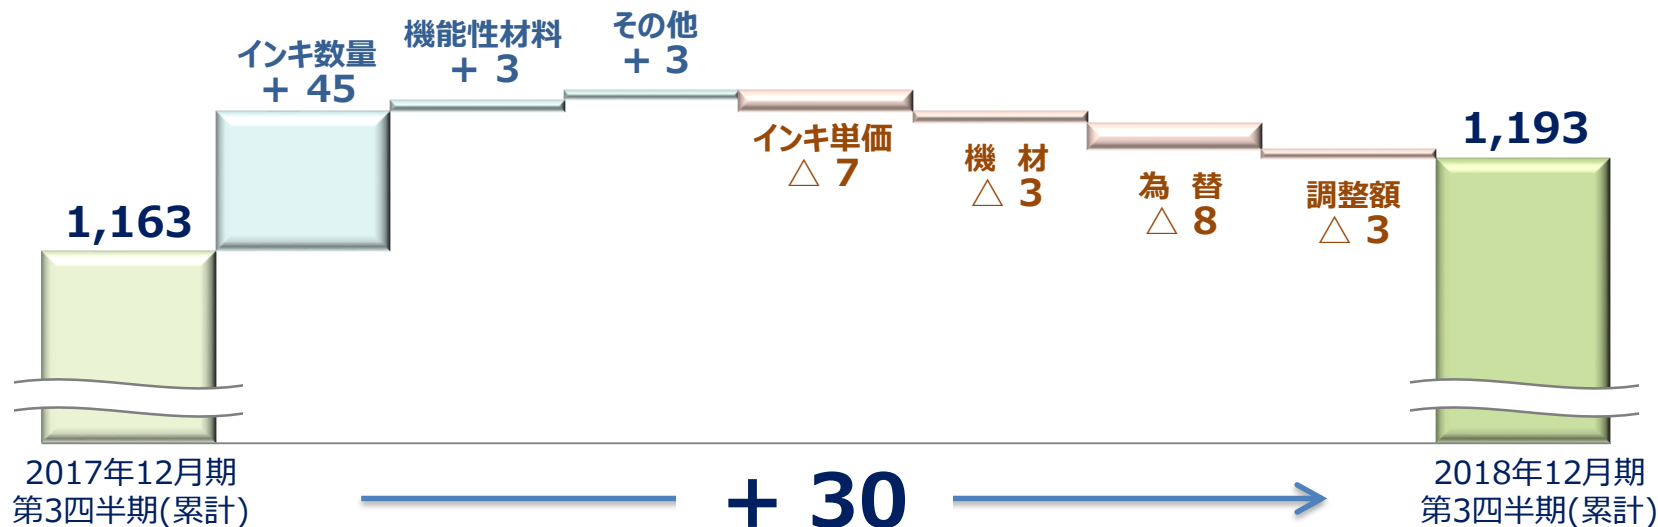 インキ数量
+ 45
機能性材料
+ 3
その他
+ 3
インキ単価
△ 7
機 材
△ 3
為 替
△ 8
調整額
△ 3
1,163
1,193
2017年12月期
第3四半期(累計)
+ 30
2018年12月期
第3四半期(累計)